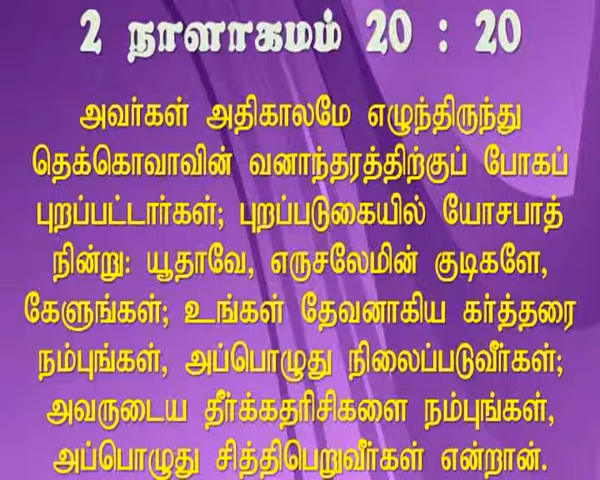 2 நாளாகமம் 20 : 20
அவர்கள் அதிகாலமே எழுந்திருந்து
தெக்கொவாவின் வனாந்தரத்திற்குப் போகப்
புறப்பட்டார்கள்; புறப்படுகையில் யோசபாத்
நின்று: யூதாவே, எருசலேமின் குடிகளே,
கேளுங்கள்; உங்கள் தேவனாகிய கர்த்தரை
நம்புங்கள், அப்பொழுது நிலைப்படுவீர்கள்;
அவருடைய தீர்க்கதரிசிகளை நம்புங்கள்,
அப்பொழுது சித்திபெறுவீர்கள் என்றான்.